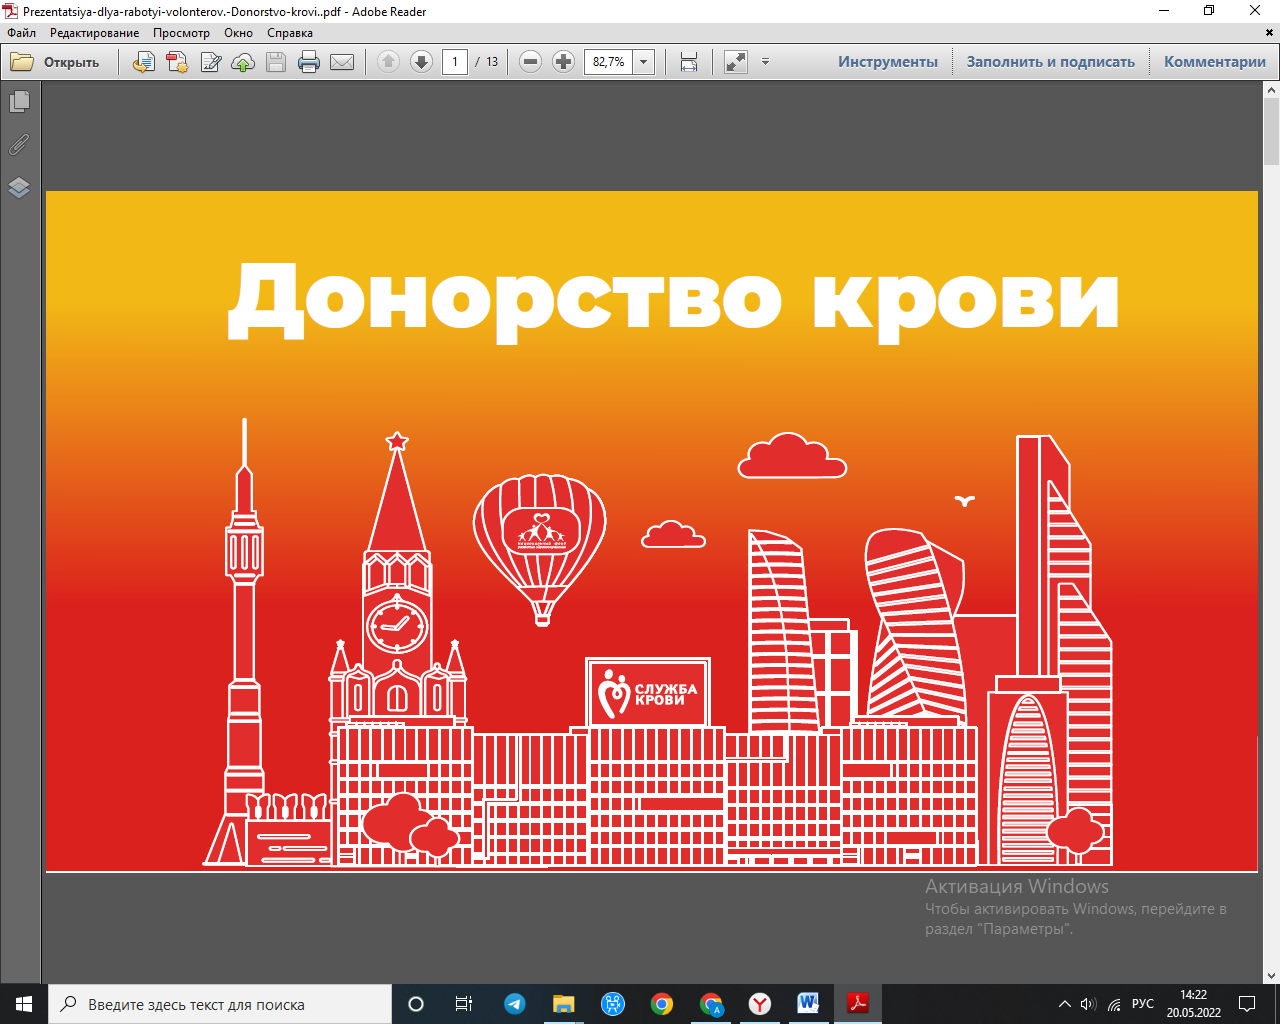 Prezentatsiya-dlya-rabotyi-volonterov.-Donorstvo-krovi..pdf - Adobe Reader
Файл Редактирование Просмотр Окно Справка
Открыть 1 / 13 82,7% Инструменты Заполнить и подписать Комментарии
Донорство крови
СЛУЖБА
КРОВИ
Активация Windows
Чтобы активировать Windows, перейдите в
раздел "Параметры".
Введите здесь текст для поиска
РУС
14:22
20.05.2022